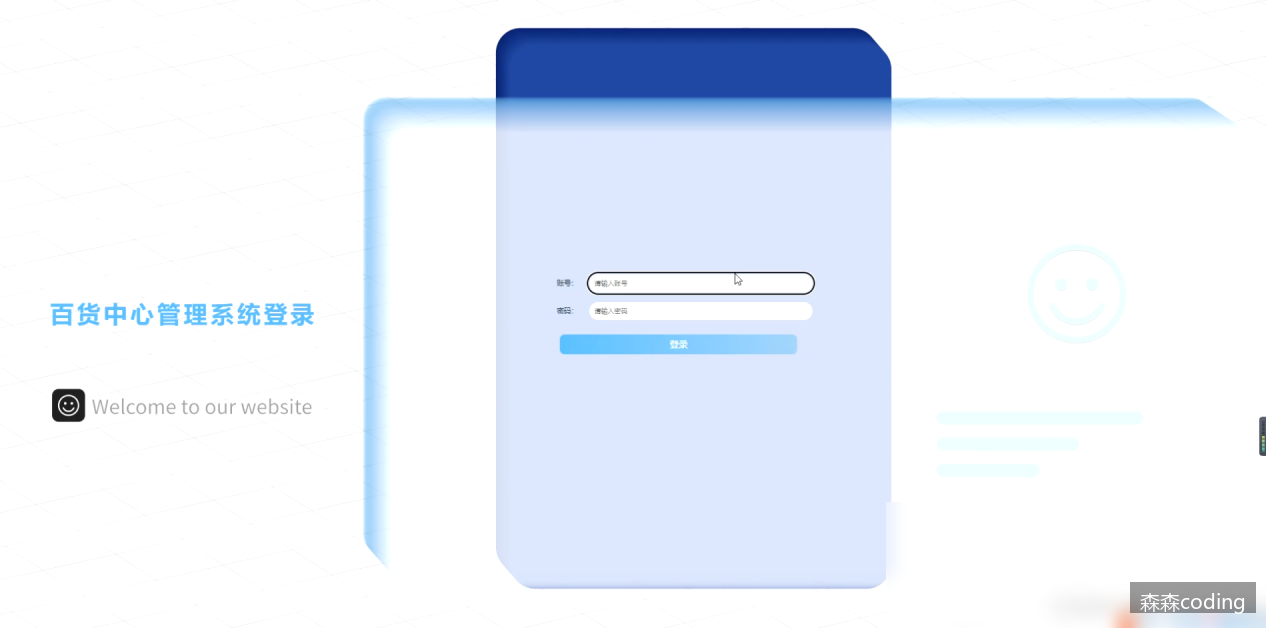 百货中心管理系统登录
Welcome to our website
账号：
请输入账号
密码：
请输入密码
登录
森森coding